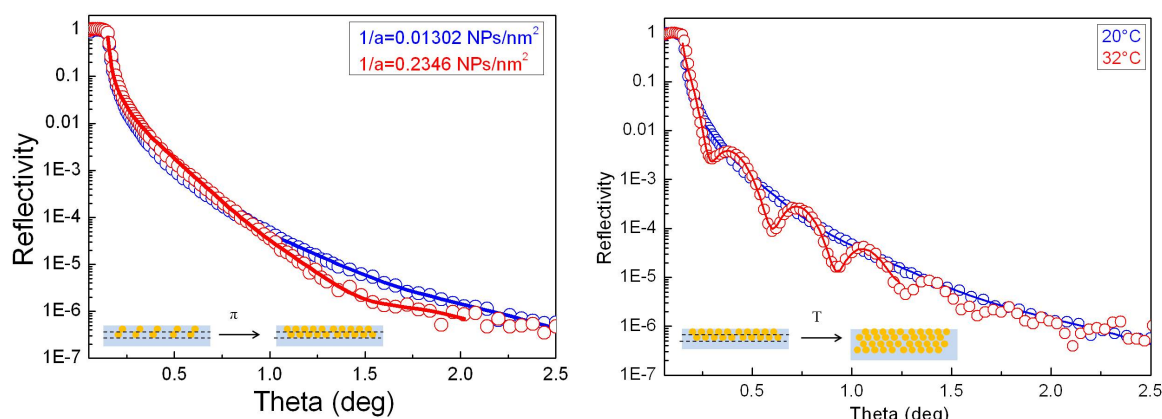 1/a=0.01302 NPs/nm²
1/a=0.2346 NPs/nm²
Reflectivity
1
0.1
0.01
1E-3
1E-4
1E-5
1E-6
1E-7
π
0.5
1.0
1.5
2.0
2.5
Theta (deg)
20°C
32°C
Reflectivity
1
0.1
0.01
1E-3
1E-4
1E-5
1E-6
1E-7
T
0.5
1.0
1.5
2.0
2.5
Theta (deg)